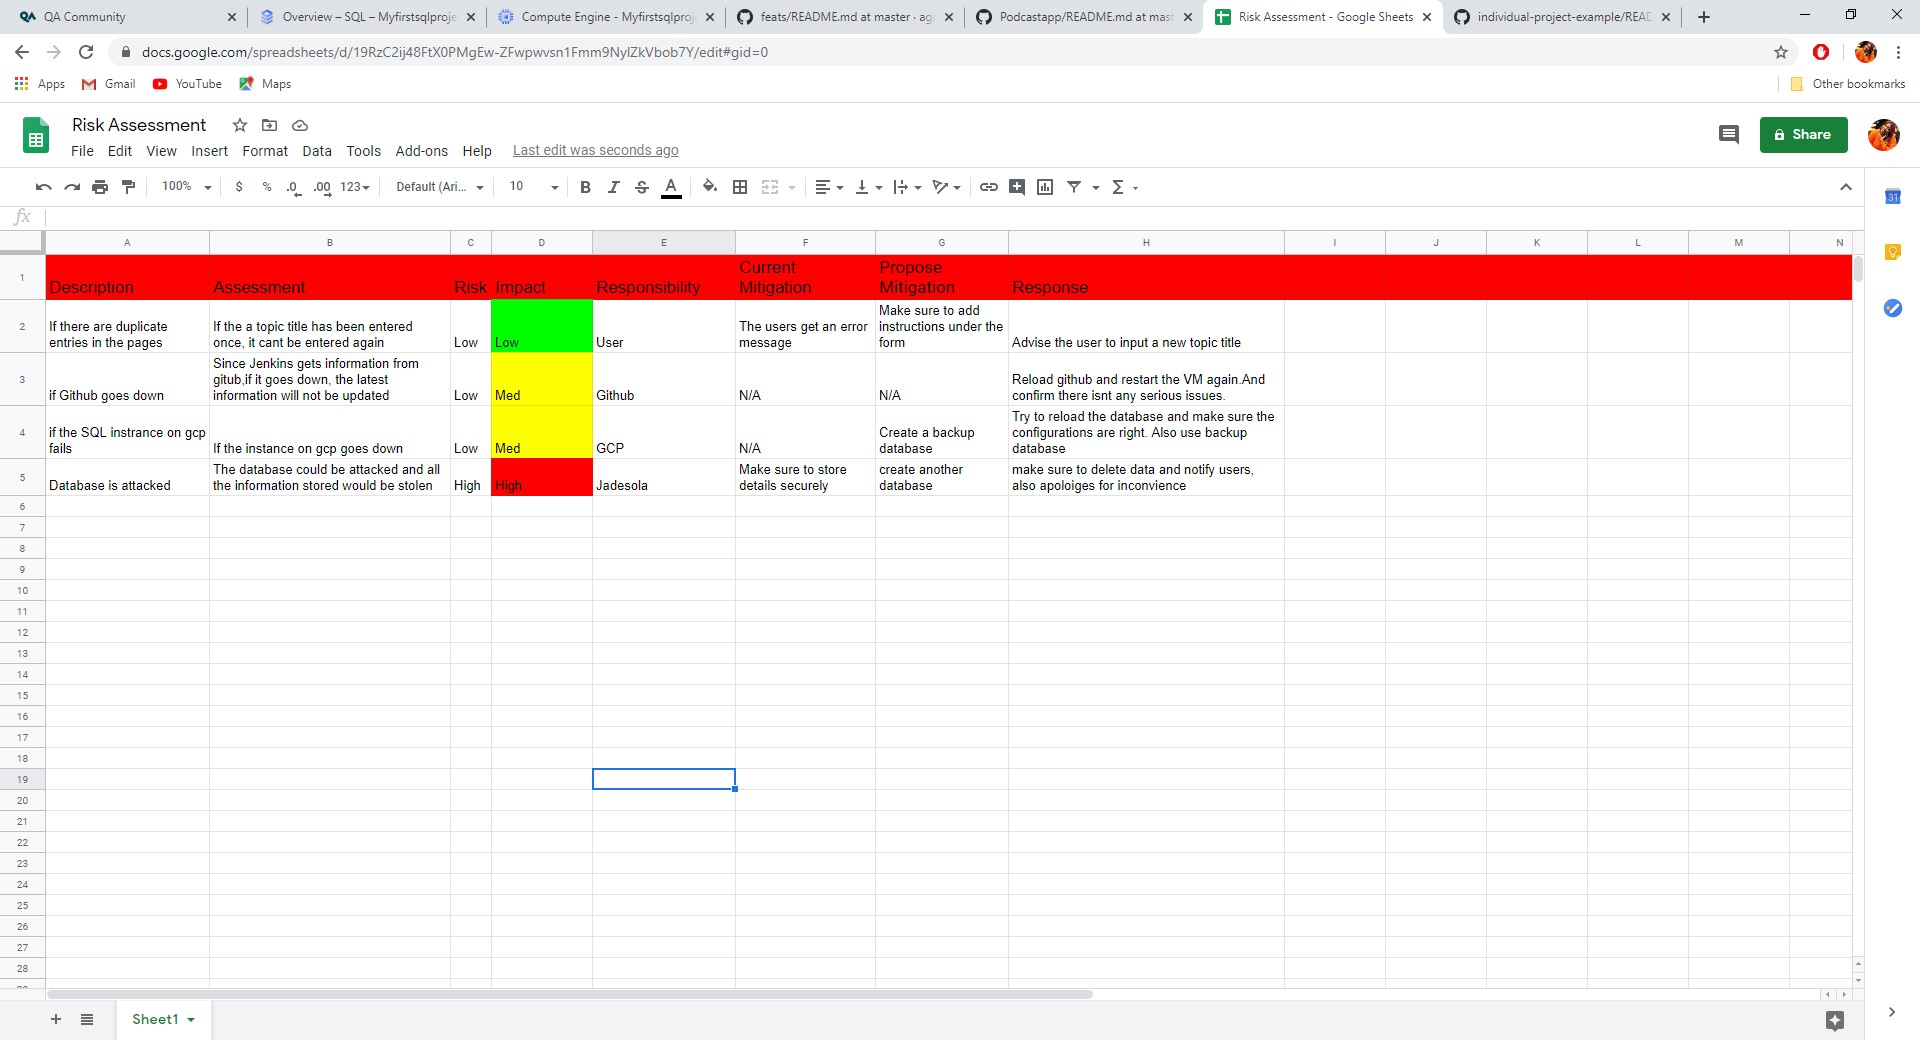 QA Community
Overview – SQL – Myfirstsqlproje
Compute Engine - Myfirstsqlproj
feats/README.md at master · ag
Podcastapp/README.md at mast
Risk Assessment - Google Sheets
individual-project-example/READ
docs.google.com/spreadsheets/d/19RzC2ij48FtX0PMgEw-ZFwpwvsn1Fmm9NylZkVbob7Y/edit#gid=0
Apps
Gmail
YouTube
Maps
Other bookmarks
Risk Assessment
File Edit View Insert Format Data Tools Add-ons Help Last edit was seconds ago
Share
100% $ % .0 .00 123 Default (Ari... 10 B I S A
31
fx
A B C D E F G H I J K L M N
1
Description
Assessment
Risk
Impact
Responsibility
Current
Mitigation
Propose
Mitigation
Response
2
If there are duplicate
entries in the pages
If the a topic title has been entered
once, it cant be entered again
Low
Low
User
The users get an error
message
Make sure to add
instructions under the
form
Advise the user to input a new topic title
3
if Github goes down
Since Jenkins gets information from
gitub,if it goes down, the latest
information will not be updated
Low
Med
Github
N/A
N/A
Reload github and restart the VM again.And
confirm there isnt any serious issues.
4
if the SQL instrance on gcp
fails
If the instance on gcp goes down
Low
Med
GCP
N/A
Create a backup
database
Try to reload the database and make sure the
configurations are right. Also use backup
database
5
Database is attacked
The database could be attacked and all
the information stored would be stolen
High
High
Jadesola
Make sure to store
details securely
create another
database
make sure to delete data and notify users,
also apoloiges for inconvience
6
7
8
9
10
11
12
13
14
15
16
17
18
19
20
21
22
23
24
25
26
27
28
Sheet1